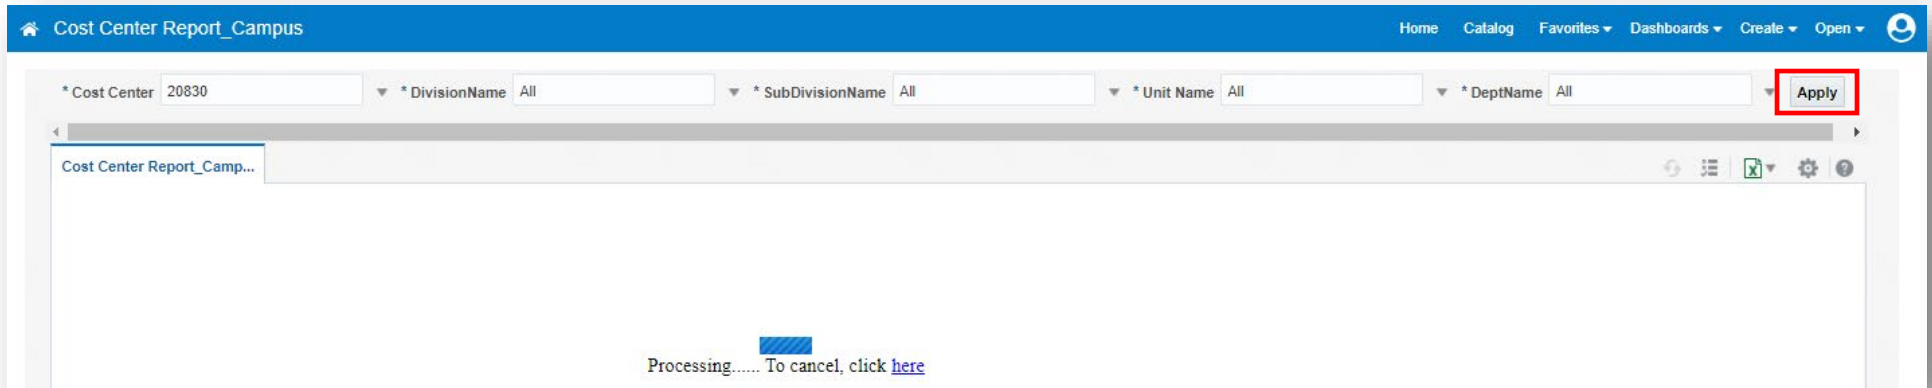 Cost Center Report_Campus
Home Catalog Favorites Dashboards Create Open
* Cost Center 20830 * DivisionName All * SubDivisionName All * Unit Name All * DeptName All Apply
Cost Center Report_Camp...
Processing...... To cancel, click here